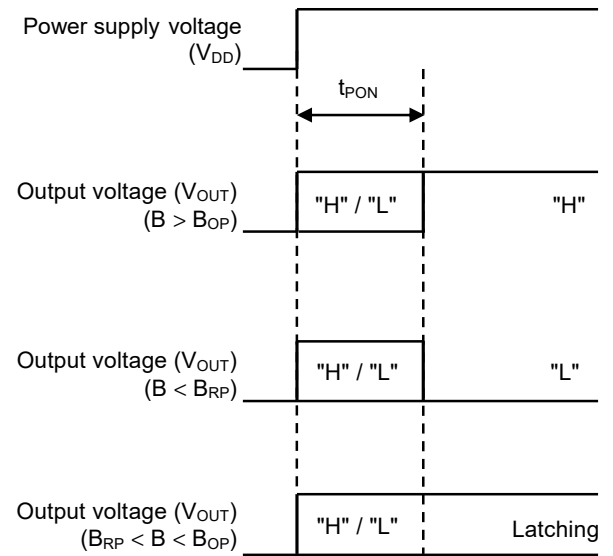 Power supply voltage
(VDD)
tPON
Output voltage (VOUT)
(B > BOP)
"H" / "L"
"H"
Output voltage (VOUT)
(B < BRP)
"H" / "L"
"L"
Output voltage (VOUT)
(BRP < B < BOP)
"H" / "L"
Latching